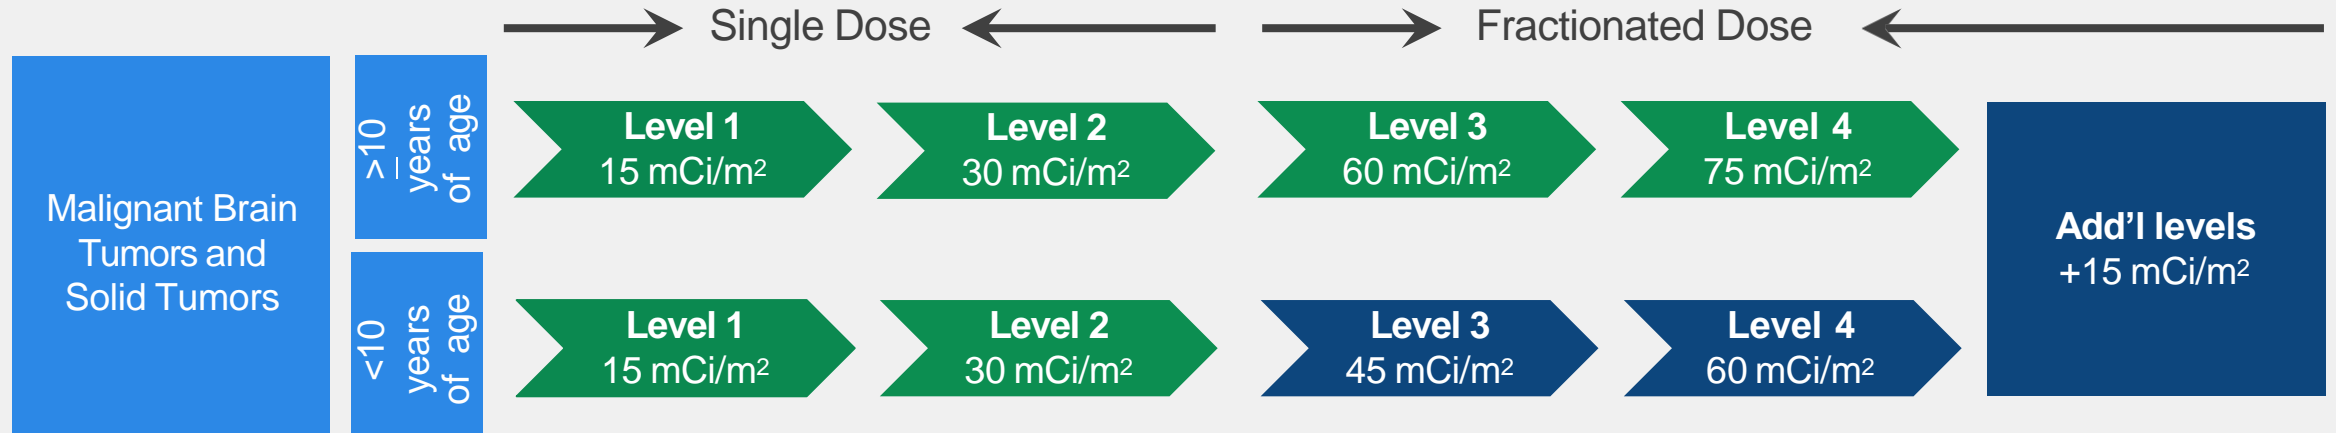 Single Dose
Fractionated Dose
Malignant Brain
Tumors and
Solid Tumors
≥10
years
of age
Level 1
15 mCi/m²
Level 2
30 mCi/m²
Level 3
60 mCi/m²
Level 4
75 mCi/m²
<10
years
of age
Level 1
15 mCi/m²
Level 2
30 mCi/m²
Level 3
45 mCi/m²
Level 4
60 mCi/m²
Add’l levels
+15 mCi/m²